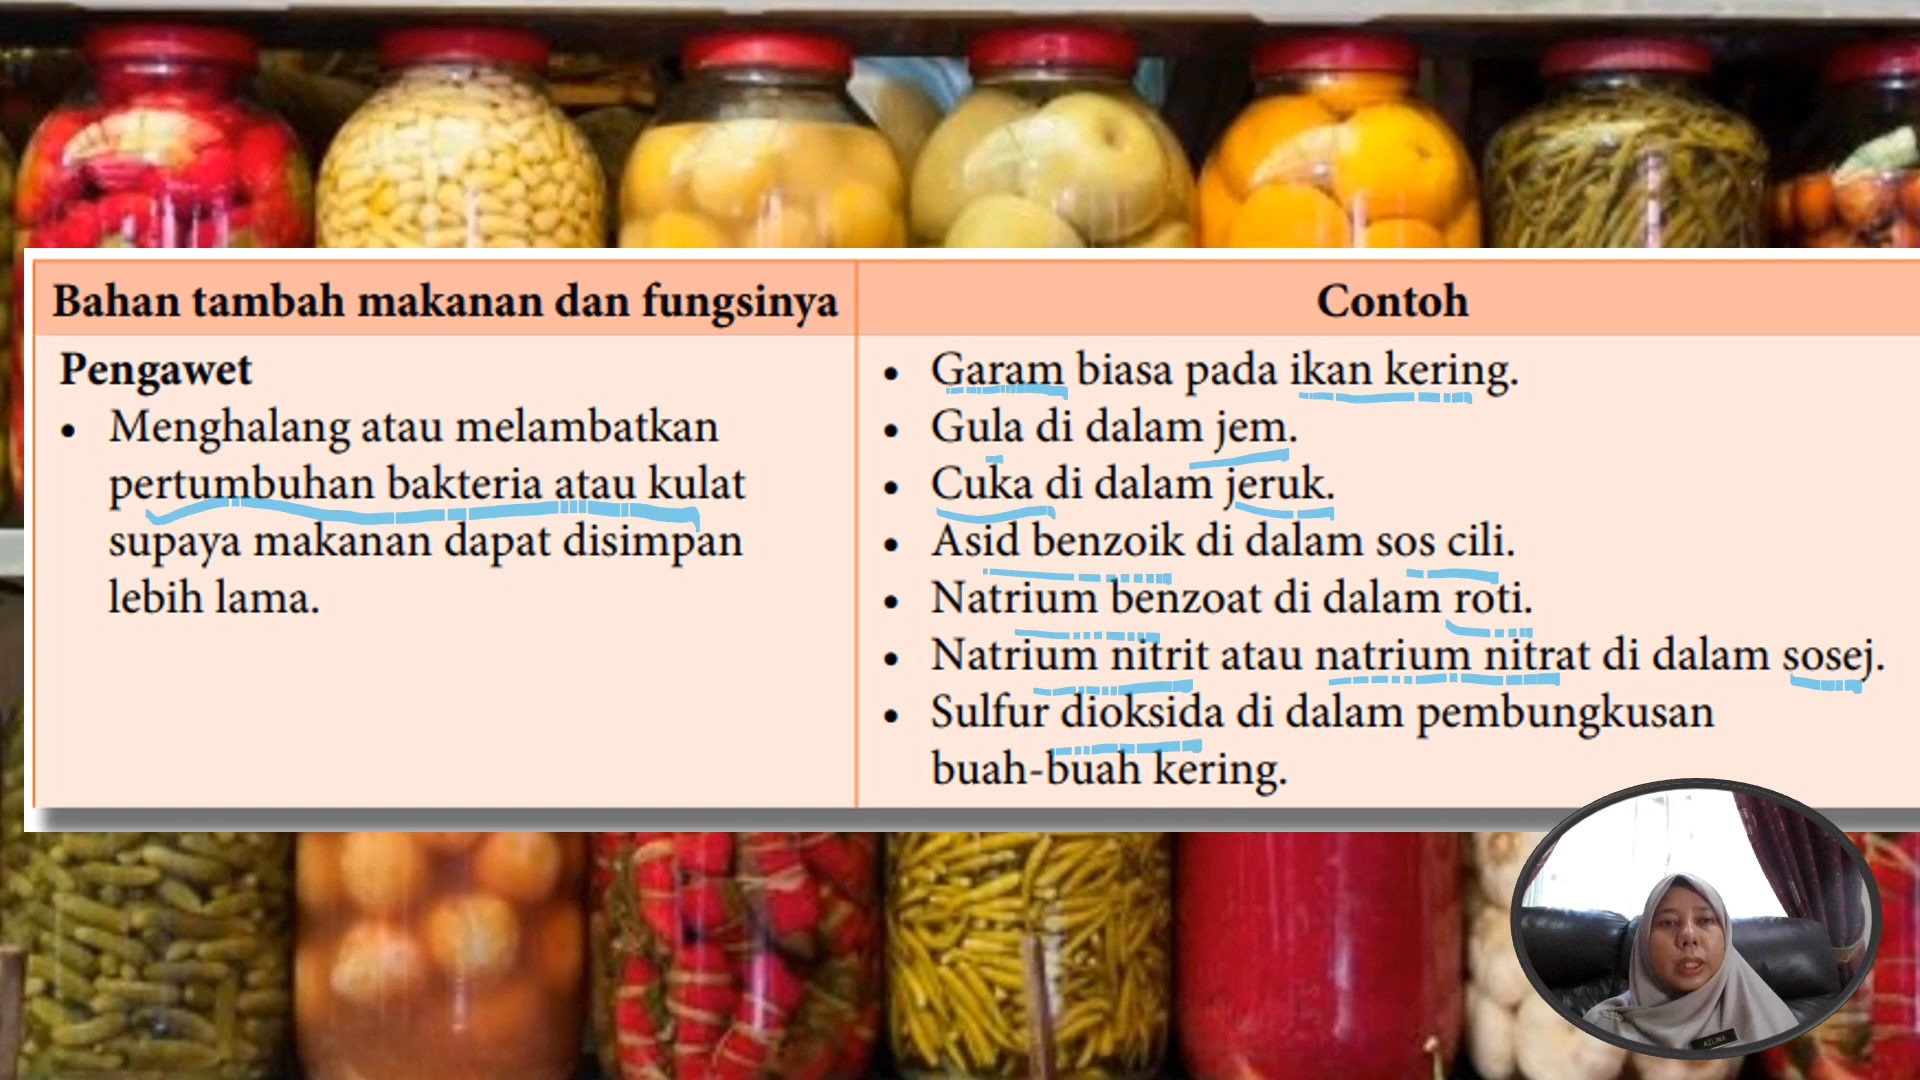 Bahan tambah makanan dan fungsinya
Contoh
Pengawet
• Menghalang atau melambatkan
pertumbuhan bakteria atau kulat
supaya makanan dapat disimpan
lebih lama.
• Garam biasa pada ikan kering.
• Gula di dalam jem.
• Cuka di dalam jeruk.
• Asid benzoik di dalam sos cili.
• Natrium benzoat di dalam roti.
• Natrium nitrit atau natrium nitrat di dalam sosej.
• Sulfur dioksida di dalam pembungkusan
buah-buah kering.
AZLINA